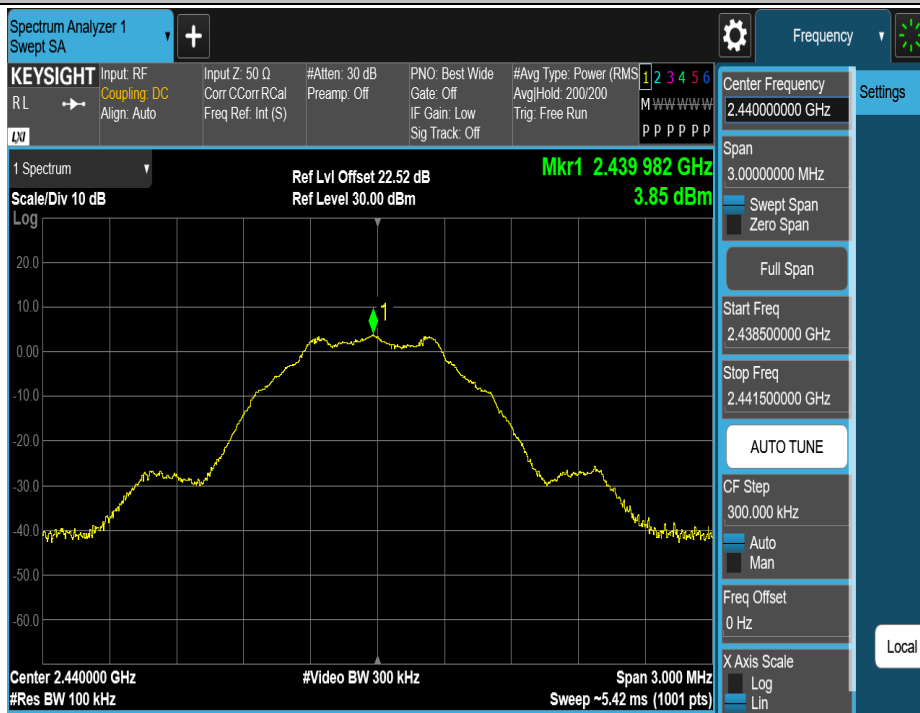 Spectrum Analyzer 1
Swept SA
+
Frequency
KEYSIGHT
RL
LXI
Input: RF
Coupling: DC
Align: Auto
Input Z: 50 Ω
Corr CCorr RCal
Freq Ref: Int (S)
#Atten: 30 dB
Preamp: Off
PNO: Best Wide
Gate: Off
IF Gain: Low
Sig Track: Off
#Avg Type: Power (RMS
Avg|Hold: 200/200
Trig: Free Run
1 2 3 4 5 6
M W W W W W
P P P P P P
1 Spectrum
Scale/Div 10 dB
Log
Ref Lvl Offset 22.52 dB
Ref Level 30.00 dBm
Mkr1 2.439 982 GHz
3.85 dBm
20.0
10.0
0.00
-10.0
-20.0
-30.0
-40.0
-50.0
-60.0
1
Center 2.440000 GHz
#Res BW 100 kHz
#Video BW 300 kHz
Span 3.000 MHz
Sweep ~5.42 ms (1001 pts)
Center Frequency
2.440000000 GHz
Span
3.00000000 MHz
Swept Span
Zero Span
Full Span
Start Freq
2.438500000 GHz
Stop Freq
2.441500000 GHz
AUTO TUNE
CF Step
300.000 kHz
Auto
Man
Freq Offset
0 Hz
X Axis Scale
Log
Lin
Settings
Local